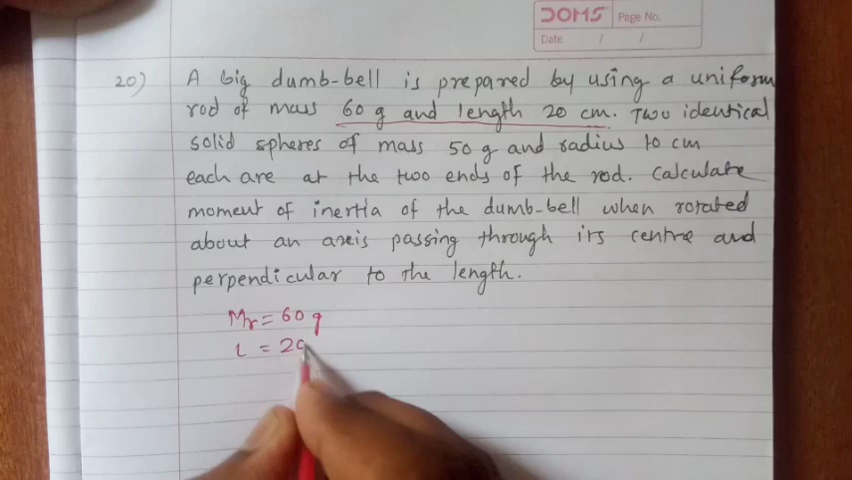 DOMS Page No.
Date / /
20) A big dumb-bell is prepared by using a uniform
rod of mass 60 g and length 20 cm. Two identical
solid spheres of mass 50 g and radius 10 cm
each are at the two ends of the rod. Calculate
moment of inertia of the dumb-bell when rotated
about an axis passing through its centre and
perpendicular to the length.
Mr = 60 g
l = 20